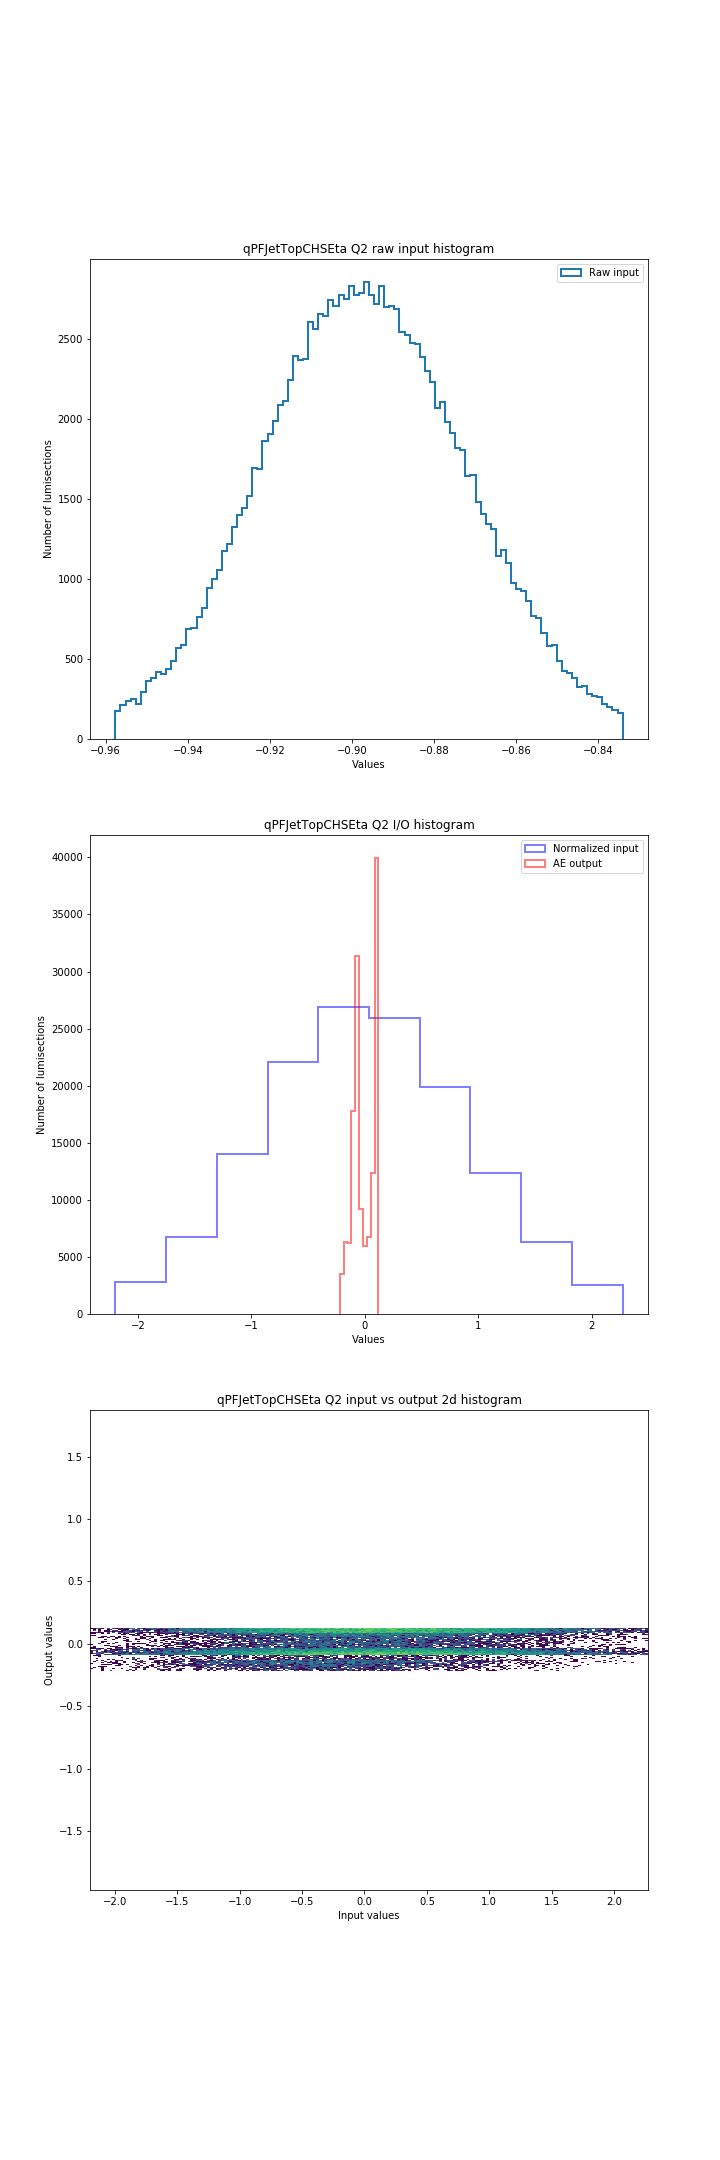 qPFJetTopCHSEta Q2 raw input histogram
Raw input
2500
2000
1500
1000
500
0
Number of lumisections
−0.96 −0.94 −0.92 −0.90 −0.88 −0.86 −0.84
Values
qPFJetTopCHSEta Q2 I/O histogram
Normalized input
AE output
40000
35000
30000
25000
20000
15000
10000
5000
0
Number of lumisections
−2 −1 0 1 2
Values
qPFJetTopCHSEta Q2 input vs output 2d histogram
1.5
1.0
0.5
0.0
−0.5
−1.0
−1.5
Output values
−2.0 −1.5 −1.0 −0.5 0.0 0.5 1.0 1.5 2.0
Input values